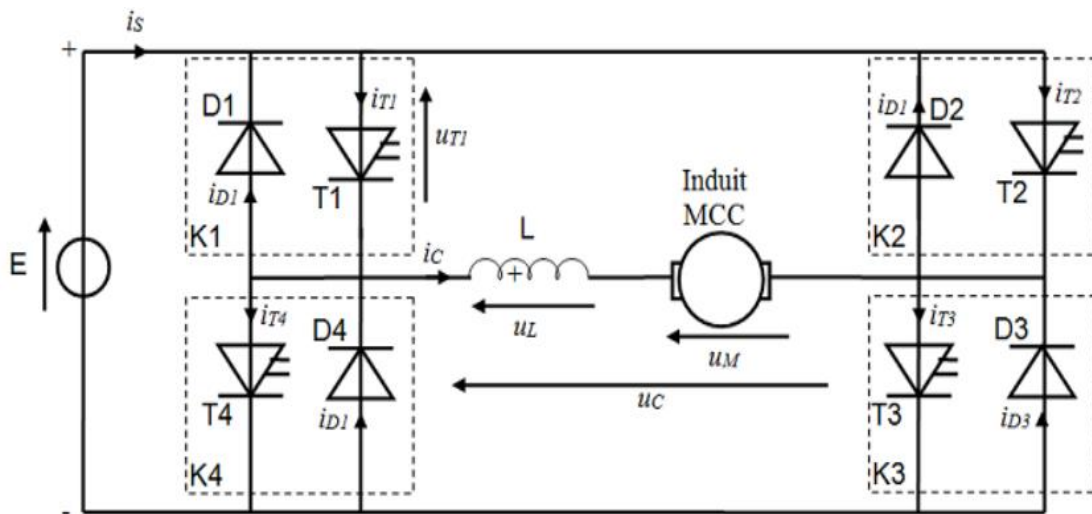 iS
+
D1
iT1
uT1
iD1
T1
K1
iD1
D2
iT2
T2
K2
Induit
MCC
E
iC
L
+
uL
uM
uC
iT4
D4
T4
iD1
K4
iT3
D3
T3
iD3
K3
-